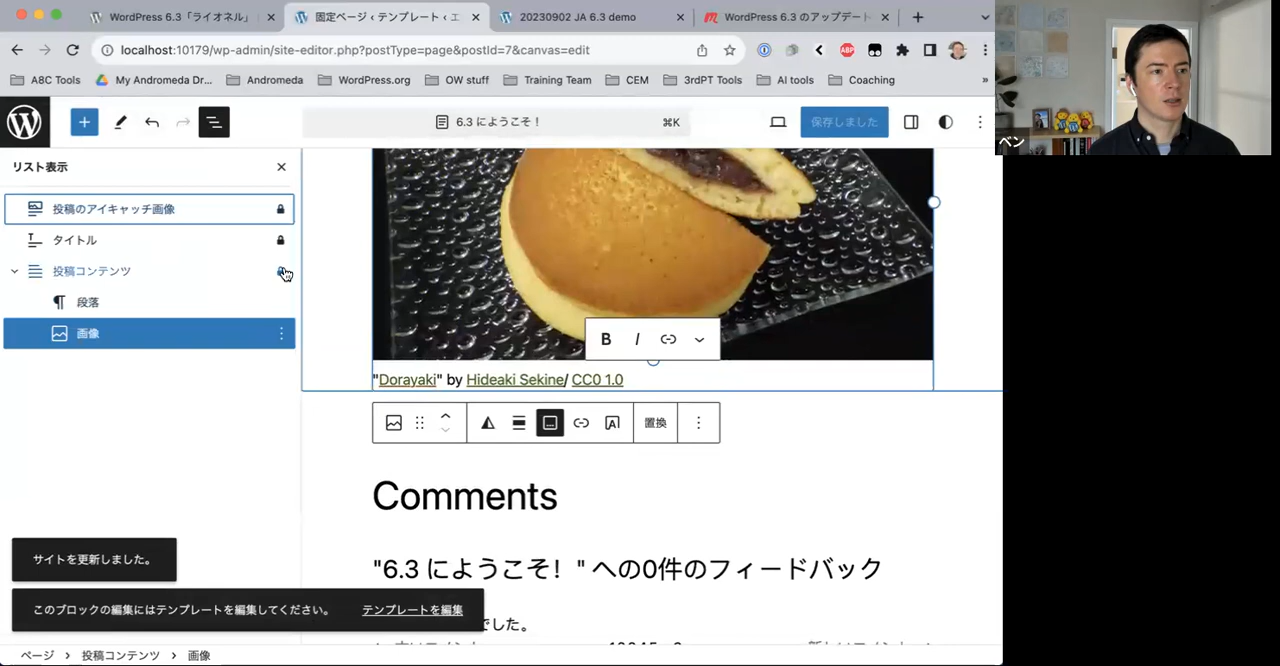 WordPress 6.3「ライオネル」
固定ページ ‹ テンプレート ‹ エ
20230902 JA 6.3 demo
WordPress 6.3 のアップデート
localhost:10179/wp-admin/site-editor.php?postType=page&postId=7&canvas=edit
ABP
A8C Tools
My Andromeda Dr...
Andromeda
WordPress.org
OW stuff
Training Team
CEM
3rdPT Tools
AI tools
Coaching
»
6.3 にようこそ！
⌘K
保存しました
ベン
リスト表示
投稿のアイキャッチ画像
タイトル
投稿コンテンツ
段落
画像
B I
"Dorayaki" by Hideaki Sekine/ CC0 1.0
置換
Comments
"6.3 にようこそ！" への0件のフィードバック
サイトを更新しました。
このブロックの編集にはテンプレートを編集してください。 テンプレートを編集
でした。
ページ › 投稿コンテンツ › 画像